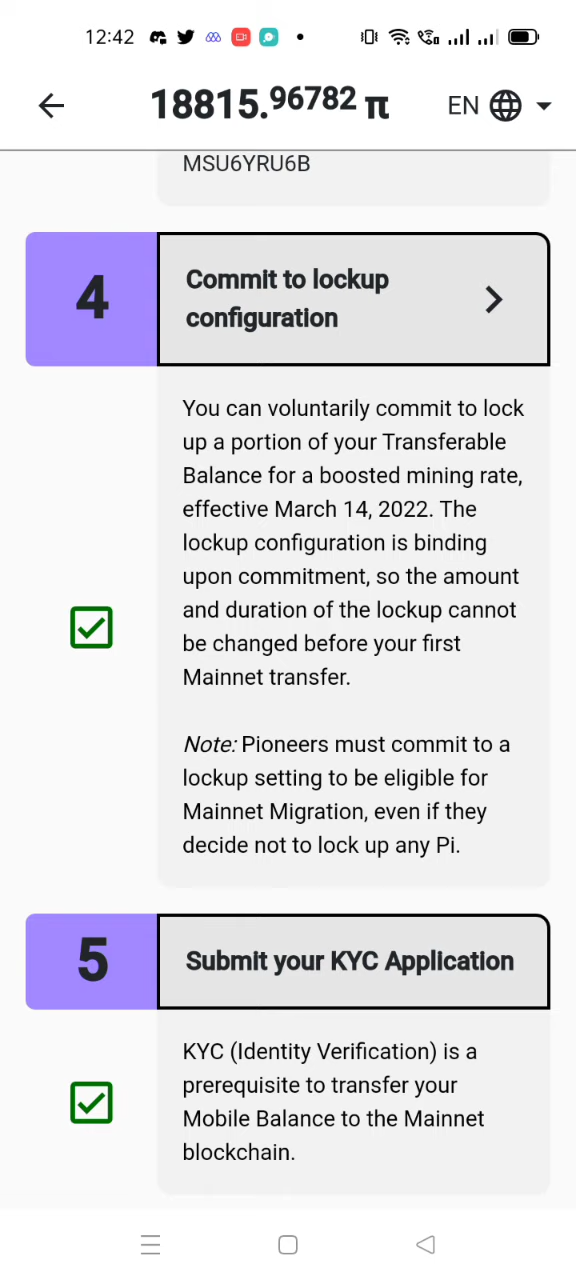 12:42
18815.96782 π
EN
MSU6YRU6B
4
Commit to lockup
configuration
You can voluntarily commit to lock
up a portion of your Transferable
Balance for a boosted mining rate,
effective March 14, 2022. The
lockup configuration is binding
upon commitment, so the amount
and duration of the lockup cannot
be changed before your first
Mainnet transfer.
Note: Pioneers must commit to a
lockup setting to be eligible for
Mainnet Migration, even if they
decide not to lock up any Pi.
5
Submit your KYC Application
KYC (Identity Verification) is a
prerequisite to transfer your
Mobile Balance to the Mainnet
blockchain.